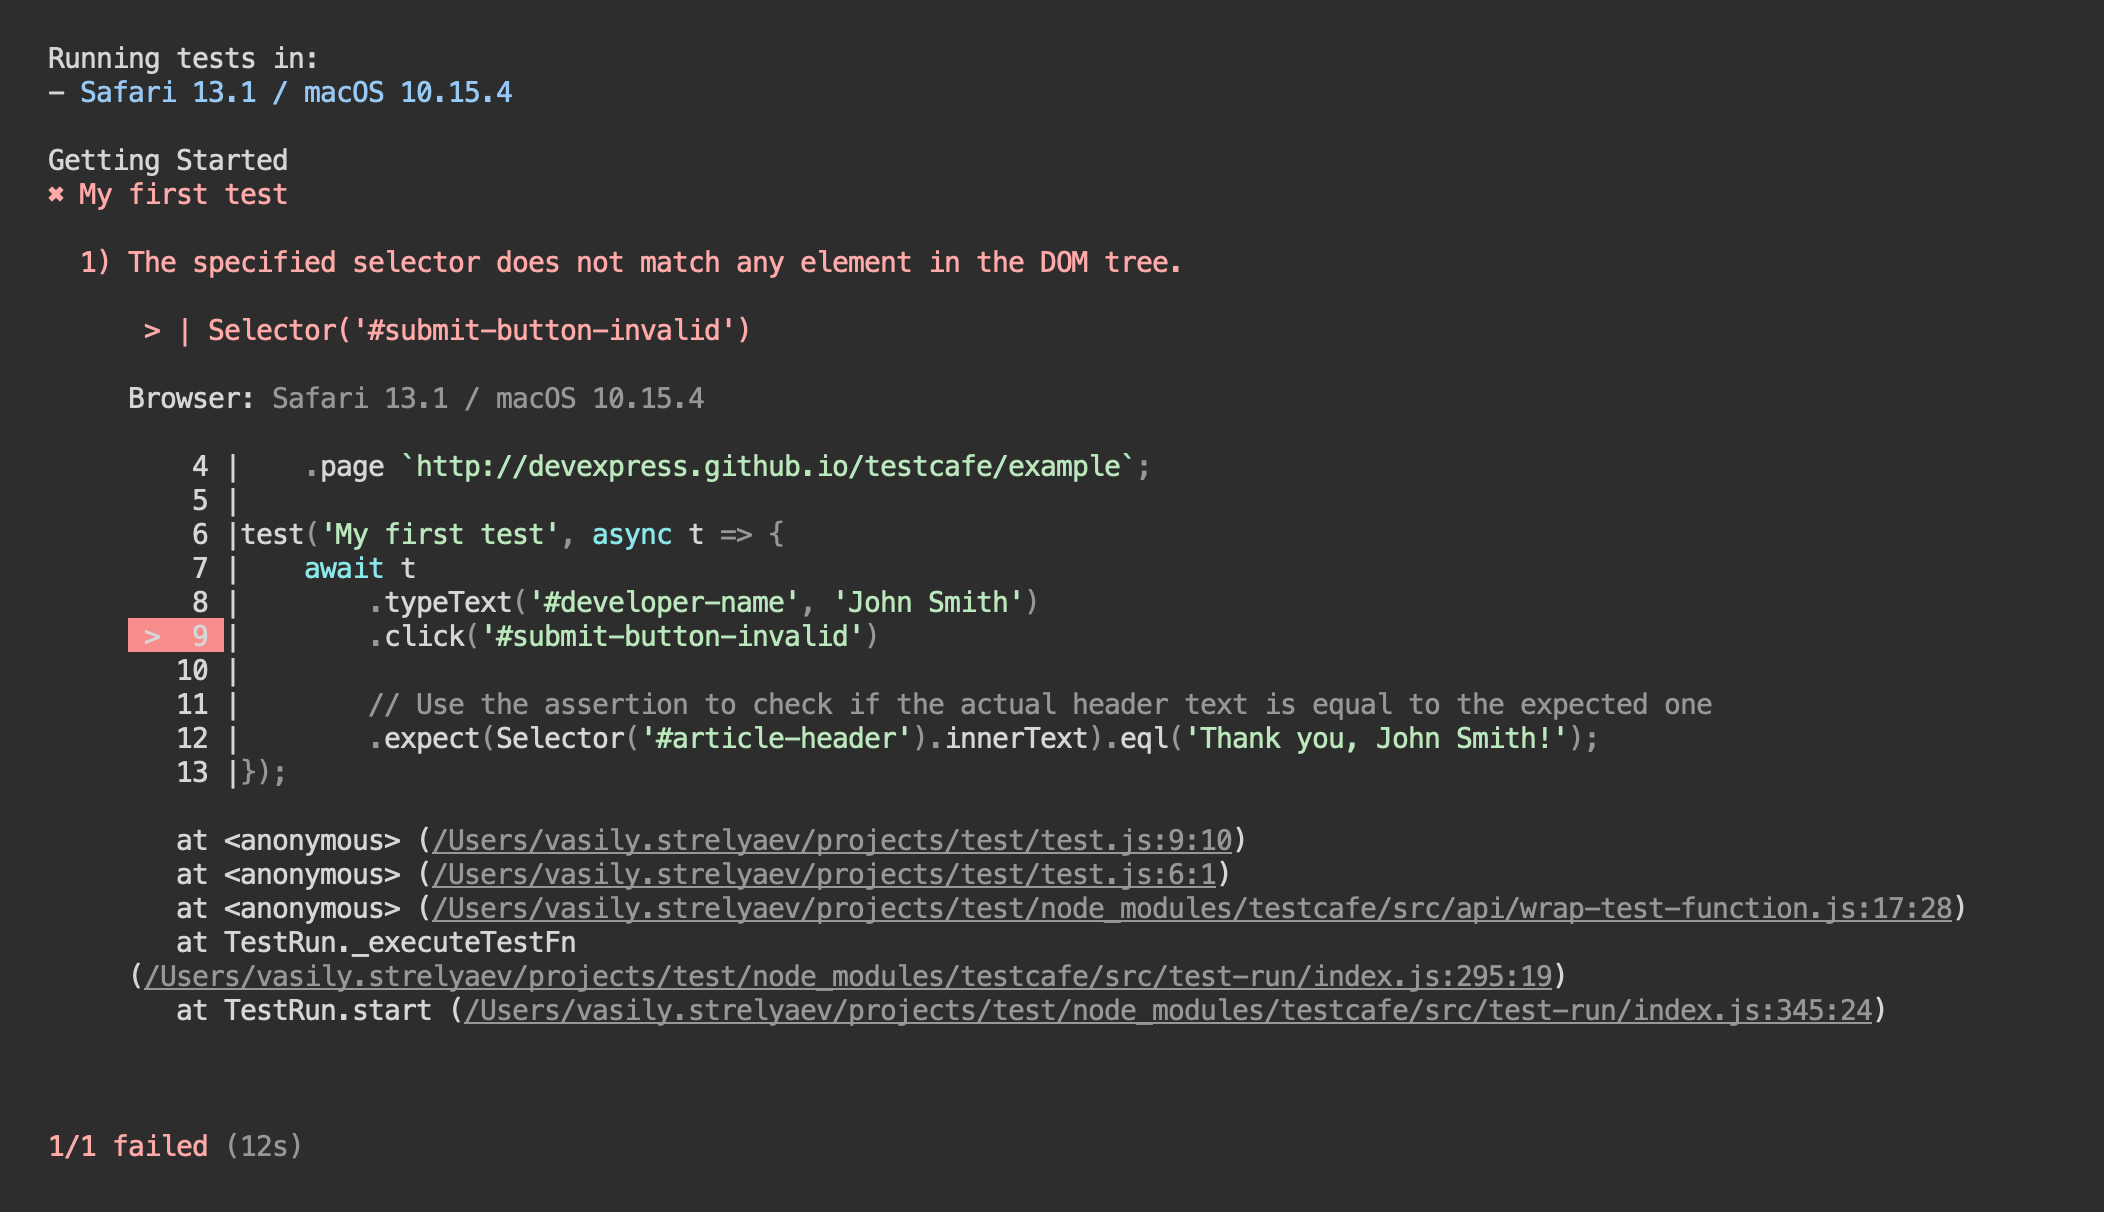 Running tests in:
- Safari 13.1 / macOS 10.15.4
Getting Started
✖ My first test
1) The specified selector does not match any element in the DOM tree.
> | Selector('#submit-button-invalid')
Browser: Safari 13.1 / macOS 10.15.4
4 |    .page `http://devexpress.github.io/testcafe/example`;
5 |
6 |test('My first test', async t => {
7 |    await t
8 |        .typeText('#developer-name', 'John Smith')
> 9 |        .click('#submit-button-invalid')
10 |
11 |        // Use the assertion to check if the actual header text is equal to the expected one
12 |        .expect(Selector('#article-header').innerText).eql('Thank you, John Smith!');
13 |});
at <anonymous> (/Users/vasily.strelyaev/projects/test/test.js:9:10)
at <anonymous> (/Users/vasily.strelyaev/projects/test/test.js:6:1)
at <anonymous> (/Users/vasily.strelyaev/projects/test/node_modules/testcafe/src/api/wrap-test-function.js:17:28)
at TestRun._executeTestFn
(/Users/vasily.strelyaev/projects/test/node_modules/testcafe/src/test-run/index.js:295:19)
at TestRun.start (/Users/vasily.strelyaev/projects/test/node_modules/testcafe/src/test-run/index.js:345:24)
1/1 failed (12s)